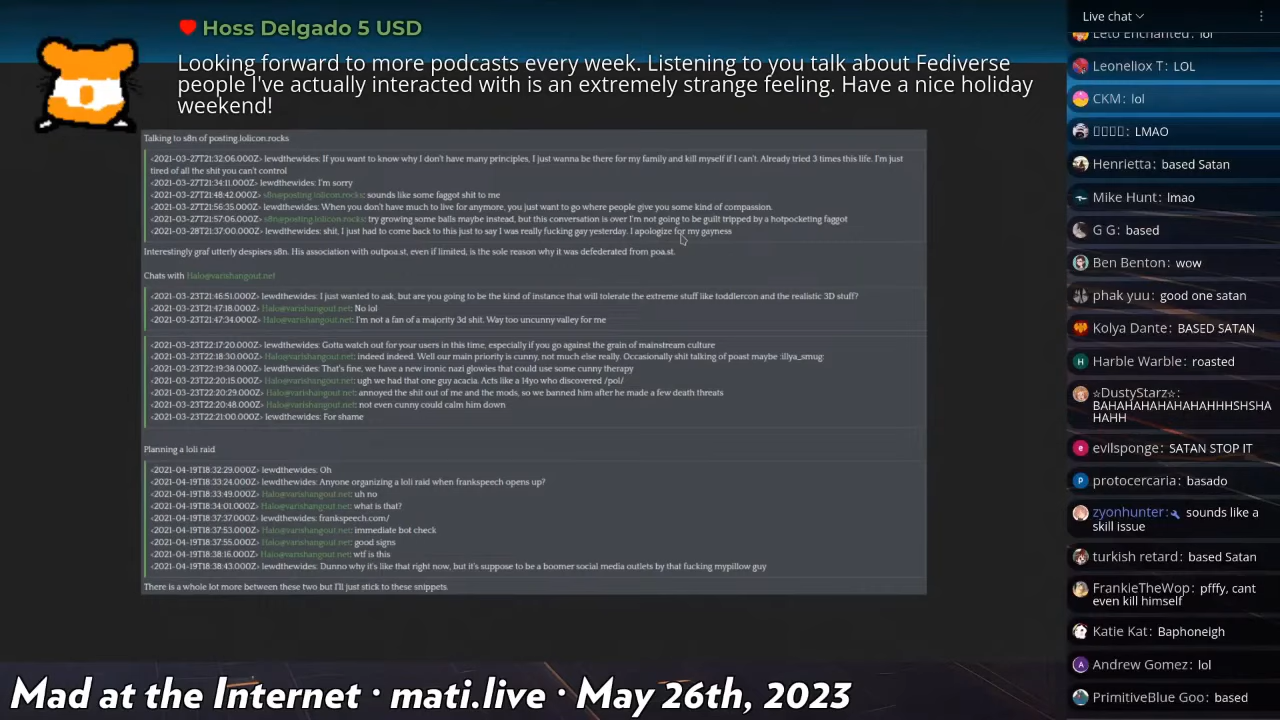 Hoss Delgado 5 USD
Looking forward to more podcasts every week. Listening to you talk about Fediverse
people I've actually interacted with is an extremely strange feeling. Have a nice holiday
weekend!
Talking to s8n of posting.lolicon.rocks
<2021-03-27T21:32:06.000Z> lewdthewides: If you want to know why I don't have many principles, I just wanna be there for my family and kill myself if I can't. Already tried 3 times this life. I'm just
tired of all the shit you can't control
<2021-03-27T21:34:11.000Z> lewdthewides: I'm sorry
<2021-03-27T21:48:42.000Z> s8n@posting.lolicon.rocks: sounds like some faggot shit to me
<2021-03-27T21:56:35.000Z> lewdthewides: When you don't have much to live for anymore, you just want to go where people give you some kind of compassion.
<2021-03-27T21:57:06.000Z> s8n@posting.lolicon.rocks: try growing some balls maybe instead, but this conversation is over I'm not going to be guilt tripped by a hotpocketing faggot
<2021-03-28T21:37:00.000Z> lewdthewides: shit, I just had to come back to this just to say I was really fucking gay yesterday. I apologize for my gayness
Interestingly graf utterly despises s8n. His association with outpoa.st, even if limited, is the sole reason why it was defederated from poa.st.
Chats with Halo@varishangout.net
<2021-03-23T21:46:51.000Z> lewdthewides: I just wanted to ask, but are you going to be the kind of instance that will tolerate the extreme stuff like toddlercon and the realistic 3D stuff?
<2021-03-23T21:47:18.000Z> Halo@varishangout.net: No lol
<2021-03-23T21:47:34.000Z> Halo@varishangout.net: I'm not a fan of a majority 3d shit. Way too uncunny valley for me
<2021-03-23T22:17:20.000Z> lewdthewides: Gotta watch out for your users in this time, especially if you go against the grain of mainstream culture
<2021-03-23T22:18:30.000Z> Halo@varishangout.net: indeed indeed. Well our main priority is cunny, not much else really. Occasionally shit talking of poast maybe :illya_smug:
<2021-03-23T22:19:38.000Z> lewdthewides: That's fine, we have a new ironic nazi glowies that could use some cunny therapy
<2021-03-23T22:20:15.000Z> Halo@varishangout.net: ugh we had that one guy acacia. Acts like a 14yo who discovered /pol/
<2021-03-23T22:20:29.000Z> Halo@varishangout.net: annoyed the shit out of me and the mods, so we banned him after he made a few death threats
<2021-03-23T22:20:48.000Z> Halo@varishangout.net: not even cunny could calm him down
<2021-03-23T22:21:00.000Z> lewdthewides: For shame
Planning a loli raid
<2021-04-19T18:32:29.000Z> lewdthewides: Oh
<2021-04-19T18:33:24.000Z> lewdthewides: Anyone organizing a loli raid when frankspeech opens up?
<2021-04-19T18:33:49.000Z> Halo@varishangout.net: uh no
<2021-04-19T18:34:01.000Z> Halo@varishangout.net: what is that?
<2021-04-19T18:37:37.000Z> lewdthewides: frankspeech.com/
<2021-04-19T18:37:53.000Z> Halo@varishangout.net: immediate bot check
<2021-04-19T18:37:55.000Z> Halo@varishangout.net: good signs
<2021-04-19T18:38:16.000Z> Halo@varishangout.net: wtf is this
<2021-04-19T18:38:43.000Z> lewdthewides: Dunno why it's like that right now, but it's suppose to be a boomer social media outlets by that fucking mypillow guy
There is a whole lot more between these two but I'll just stick to these snippets.
Mad at the Internet · mati.live · May 26th, 2023
Live chat
Leto Enchanted: lol
Leoneliox T: LOL
CKM: lol
LMAO
Henrietta: based Satan
Mike Hunt: lmao
G G: based
Ben Benton: wow
phak yuu: good one satan
Kolya Dante: BASED SATAN
Harble Warble: roasted
☆DustyStarz☆:
BAHAHAHAHAHAHHHSHSHA
HAHH
evilsponge: SATAN STOP IT
protocercaria: basado
zyonhunter: sounds like a
skill issue
turkish retard: based Satan
FrankieTheWop: pfffy, cant
even kill himself
Katie Kat: Baphoneigh
Andrew Gomez: lol
PrimitiveBlue Goo: based